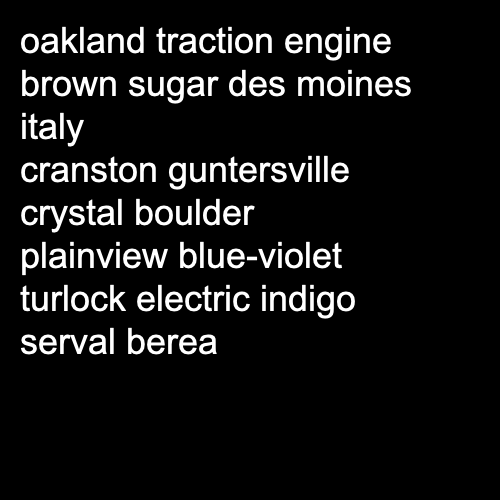 oakland traction engine
brown sugar des moines
italy
cranston guntersville
crystal boulder
plainview blue-violet
turlock electric indigo
serval berea